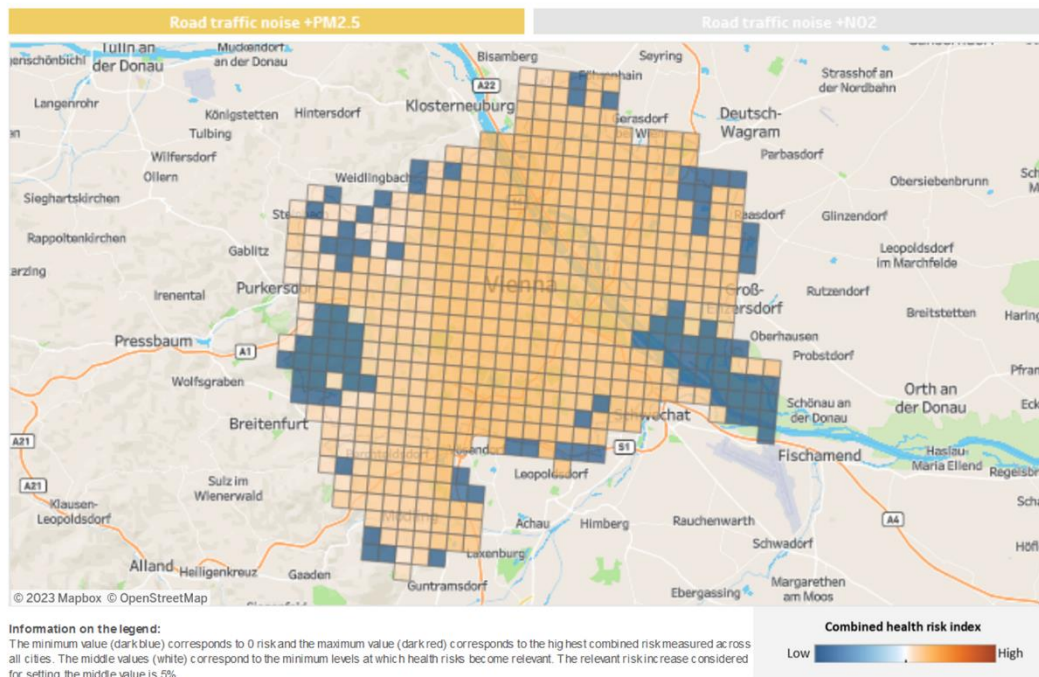 Road traffic noise +PM2.5
Road traffic noise +NO2
Tulln an
der Donau
Muckendorf
an der Donau
Bisamberg
Seyring
Langenrohr
Königstetten
Hintersdorf
Klosterneuburg
A22
Gerasdorf
Strasshof an
der Nordbahn
Deutsch-
Wagram
Tulbing
Wilfersdorf
Ollern
Parbasdorf
Sieghartskirchen
Weidlingbach
Obersiebenbrunn
Raasdorf
Glinzendorf
Rappoltenkirchen
Gablitz
Leopoldsdorf
im Marchfelde
Irenental
Purkersdorf
Vienna
Groß-
Enzersdorf
Rutzendorf
Breitstetten
Pressbaum
A1
Oberhausen
Probstdorf
Wolfsgraben
Orth an
der Donau
Schönau an
der Donau
Breitenfurt
Schwechat
A21
S1
Fischamend
Haslau-
Maria Ellend
Leopoldsdorf
Sulz im
Wienerwald
A21
Klausen-
Leopoldsdorf
Achau
Himberg
Rauchenwarth
A4
Schwadorf
Alland
Heiligenkreuz
Gaaden
Laxenburg
Guntramsdorf
Ebergassing
Margarethen
am Moos
© 2023 Mapbox © OpenStreetMap
Information on the legend:
The minimum value (dark blue) corresponds to 0 risk and the maximum value (dark red) corresponds to the highest combined risk measured across
all cities. The middle values (white) correspond to the minimum levels at which health risks become relevant. The relevant risk increase considered
for setting the middle value is 5%.
Combined health risk index
Low
High